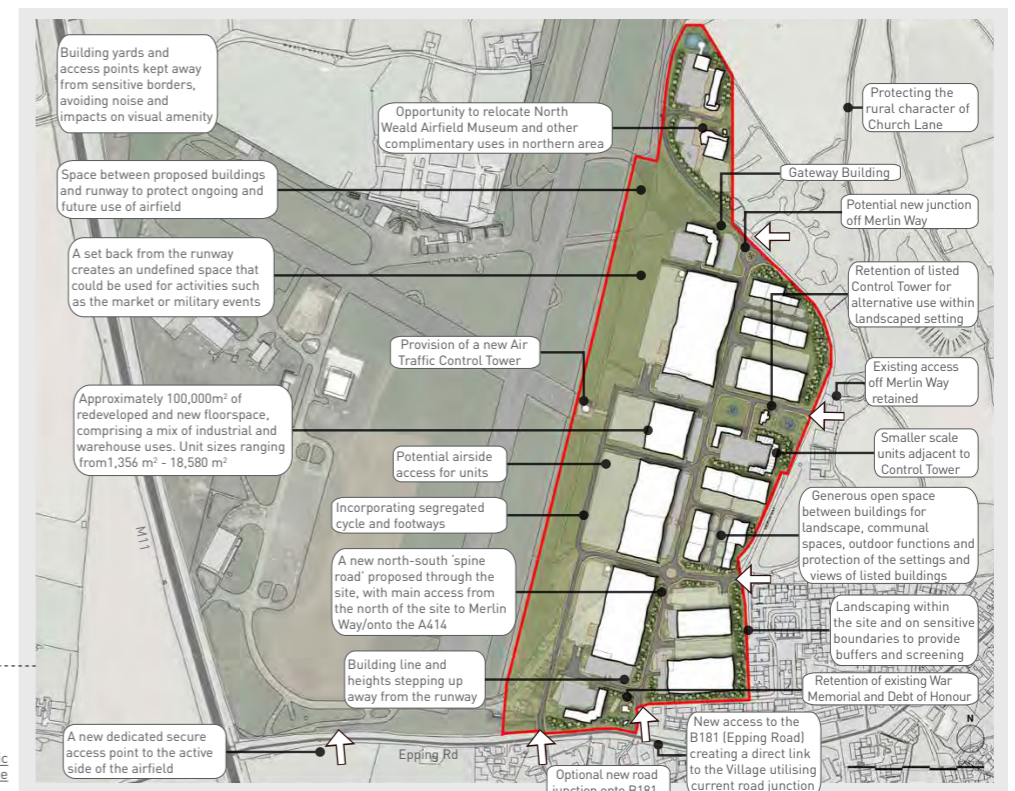 Building yards and
access points kept away
from sensitive borders,
avoiding noise and
impacts on visual amenity
Opportunity to relocate North
Weald Airfield Museum and other
complimentary uses in northern area
Protecting the
rural character of
Church Lane
Space between proposed buildings
and runway to protect ongoing and
future use of airfield
Gateway Building
Potential new junction
off Merlin Way
A set back from the runway
creates an undefined space that
could be used for activities such
as the market or military events
Retention of listed
Control Tower for
alternative use within
landscaped setting
Provision of a new Air
Traffic Control Tower
Existing access
off Merlin Way
retained
Approximately 100,000m² of
redeveloped and new floorspace,
comprising a mix of industrial and
warehouse uses. Unit sizes ranging
from1,356 m² - 18,580 m²
Potential airside
access for units
Smaller scale
units adjacent to
Control Tower
Incorporating segregated
cycle and footways
Generous open space
between buildings for
landscape, communal
spaces, outdoor functions and
protection of the settings and
views of listed buildings
M11
A new north-south ‘spine
road’ proposed through the
site, with main access from
the north of the site to Merlin
Way/onto the A414
Landscaping within
the site and on sensitive
boundaries to provide
buffers and screening
Building line and
heights stepping up
away from the runway
Retention of existing War
Memorial and Debt of Honour
A new dedicated secure
access point to the active
side of the airfield
Epping Rd
New access to the
B181 (Epping Road)
creating a direct link
to the Village utilising
current road junction
Optional new road
junction onto B181
N
ic
e